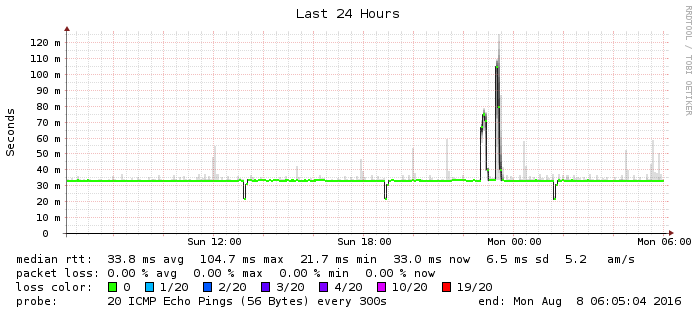 Last 24 Hours
RRDTOOL / TOBI OETIKER
Seconds
120 m
110 m
100 m
90 m
80 m
70 m
60 m
50 m
40 m
30 m
20 m
10 m
0
Sun 12:00 Sun 18:00 Mon 00:00 Mon 06:00
median rtt: 33.8 ms avg 104.7 ms max 21.7 ms min 33.0 ms now 6.5 ms sd 5.2 am/s
packet loss: 0.00 % avg 0.00 % max 0.00 % min 0.00 % now
loss color: 0 1/20 2/20 3/20 4/20 10/20 19/20
probe: 20 ICMP Echo Pings (56 Bytes) every 300s end: Mon Aug 8 06:05:04 2016